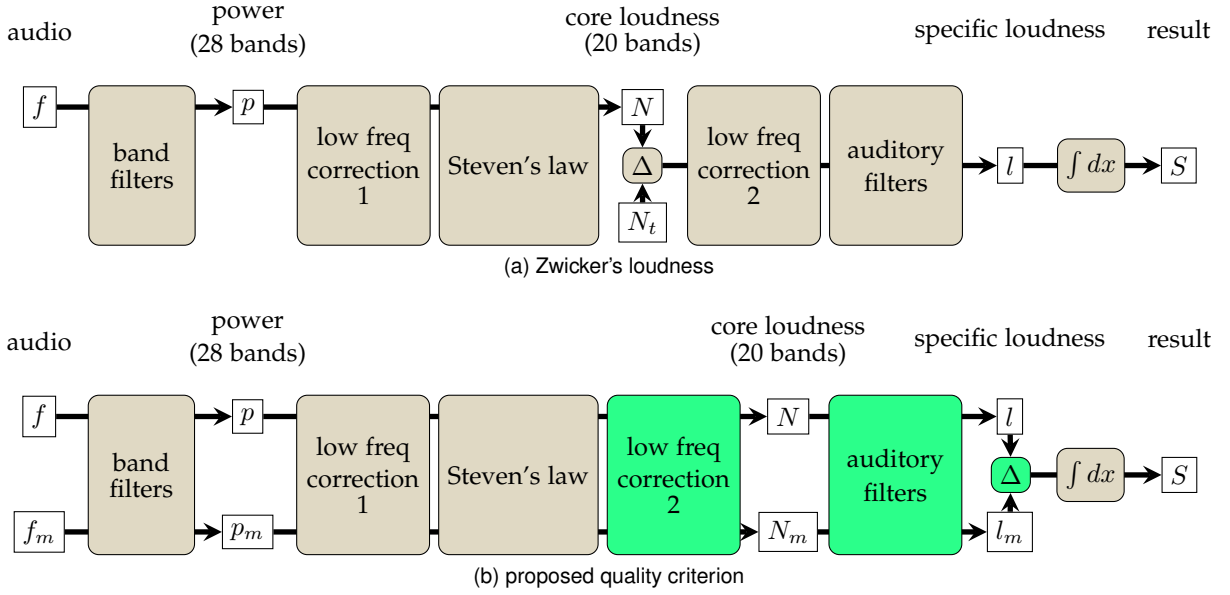 audio
power
(28 bands)
core loudness
(20 bands)
specific loudness
result
f
band
filters
p
low freq
correction
1
Steven's law
N
Δ
N_t
low freq
correction
2
auditory
filters
l
∫ dx
S
(a) Zwicker's loudness
audio
power
(28 bands)
core loudness
(20 bands)
specific loudness
result
f
f_m
band
filters
p
p_m
low freq
correction
1
Steven's law
low freq
correction
2
N
N_m
auditory
filters
l
Δ
l_m
∫ dx
S
(b) proposed quality criterion